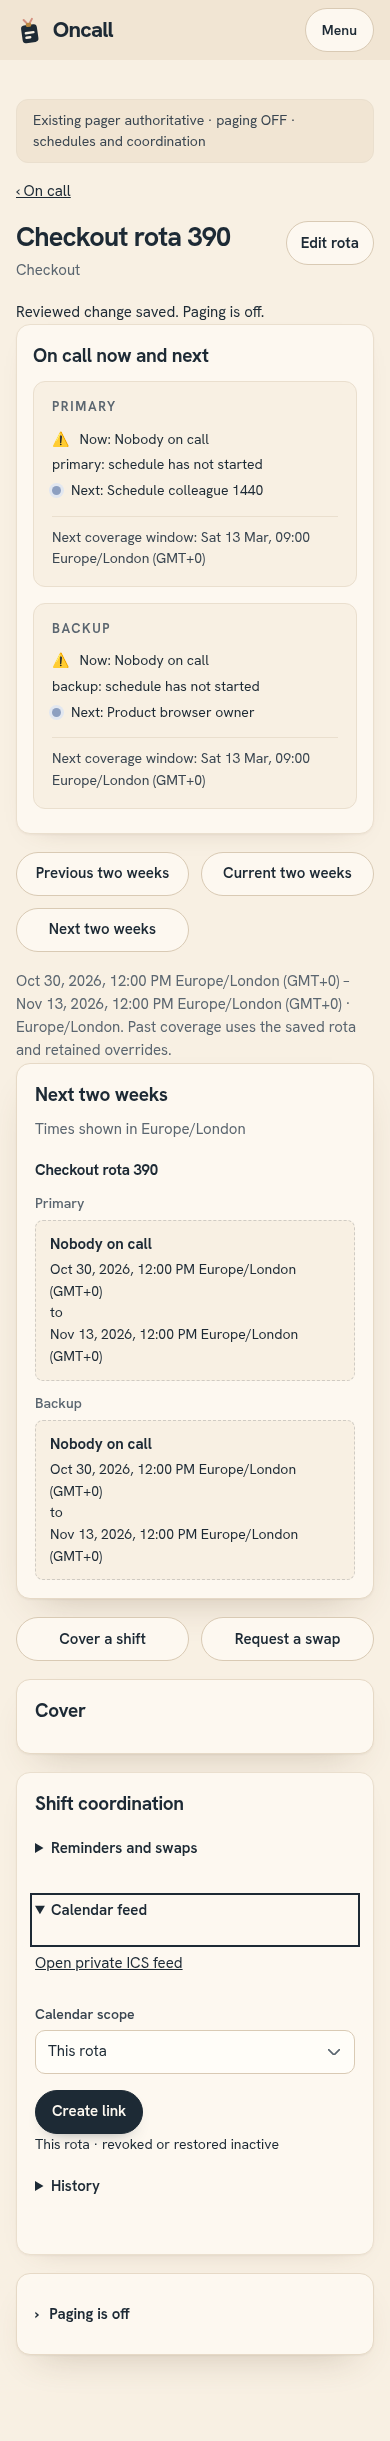 Oncall
Menu
Existing pager authoritative · paging OFF ·
schedules and coordination
‹ On call
Checkout rota 390
Edit rota
Checkout
Reviewed change saved. Paging is off.
On call now and next
PRIMARY
⚠️ Now: Nobody on call
primary: schedule has not started
Next: Schedule colleague 1440
Next coverage window: Sat 13 Mar, 09:00
Europe/London (GMT+0)
BACKUP
⚠️ Now: Nobody on call
backup: schedule has not started
Next: Product browser owner
Next coverage window: Sat 13 Mar, 09:00
Europe/London (GMT+0)
Previous two weeks
Current two weeks
Next two weeks
Oct 30, 2026, 12:00 PM Europe/London (GMT+0) –
Nov 13, 2026, 12:00 PM Europe/London (GMT+0) ·
Europe/London. Past coverage uses the saved rota
and retained overrides.
Next two weeks
Times shown in Europe/London
Checkout rota 390
Primary
Nobody on call
Oct 30, 2026, 12:00 PM Europe/London
(GMT+0)
to
Nov 13, 2026, 12:00 PM Europe/London
(GMT+0)
Backup
Nobody on call
Oct 30, 2026, 12:00 PM Europe/London
(GMT+0)
to
Nov 13, 2026, 12:00 PM Europe/London
(GMT+0)
Cover a shift
Request a swap
Cover
Shift coordination
▶ Reminders and swaps
▼ Calendar feed
Open private ICS feed
Calendar scope
This rota
Create link
This rota · revoked or restored inactive
▶ History
› Paging is off